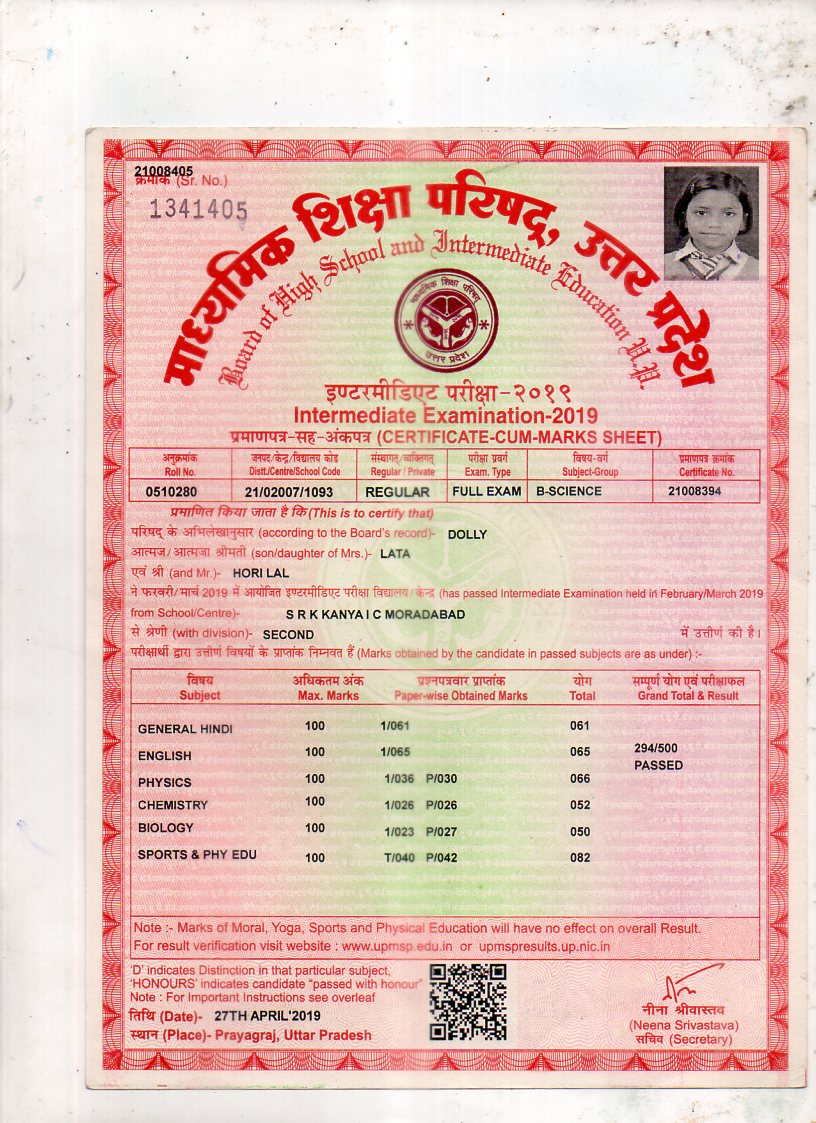 21008405
क्रमांक (Sr. No.)
1341405
माध्यमिक शिक्षा परिषद्, उत्तर प्रदेश
Board of High School and Intermediate Education U.P.
माध्यमिक शिक्षा परिषद
उत्तर प्रदेश
इण्टरमीडिएट परीक्षा-२०१९
Intermediate Examination-2019
प्रमाणपत्र-सह-अंकपत्र (CERTIFICATE-CUM-MARKS SHEET)
अनुक्रमांक जनपद/केन्द्र/विद्यालय कोड संस्थागत/व्यक्तिगत परीक्षा प्रवर्ग विषय-वर्ग प्रमाणपत्र क्रमांक
Roll No. Distt./Centre/School Code Regular / Private Exam. Type Subject-Group Certificate No.
0510280 21/02007/1093 REGULAR FULL EXAM B-SCIENCE 21008394
प्रमाणित किया जाता है कि (This is to certify that)
परिषद् के अभिलेखानुसार (according to the Board's record)- DOLLY
आत्मज/आत्मजा श्रीमती (son/daughter of Mrs.)- LATA
एवं श्री (and Mr.)- HORI LAL
ने फरवरी/मार्च 2019 में आयोजित इण्टरमीडिएट परीक्षा विद्यालय/केन्द्र (has passed Intermediate Examination held in February/March 2019
from School/Centre)- S R K KANYA I C MORADABAD
से श्रेणी (with division)- SECOND में उत्तीर्ण की है।
परीक्षार्थी द्वारा उत्तीर्ण विषयों के प्राप्तांक निम्नवत हैं (Marks obtained by the candidate in passed subjects are as under) :-
विषय अधिकतम अंक प्रश्नपत्रवार प्राप्तांक योग सम्पूर्ण योग एवं परीक्षाफल
Subject Max. Marks Paper-wise Obtained Marks Total Grand Total & Result
GENERAL HINDI 100 1/061 061
ENGLISH 100 1/065 065 294/500
PASSED
PHYSICS 100 1/036 P/030 066
CHEMISTRY 100 1/026 P/026 052
BIOLOGY 100 1/023 P/027 050
SPORTS & PHY EDU 100 T/040 P/042 082
Note :- Marks of Moral, Yoga, Sports and Physical Education will have no effect on overall Result.
For result verification visit website : www.upmsp.edu.in or upmspresults.up.nic.in
'D' indicates Distinction in that particular subject,
'HONOURS' indicates candidate "passed with honour"
Note : For Important Instructions see overleaf
तिथि (Date)- 27TH APRIL'2019
स्थान (Place)- Prayagraj, Uttar Pradesh
नीना श्रीवास्तव
(Neena Srivastava)
सचिव (Secretary)